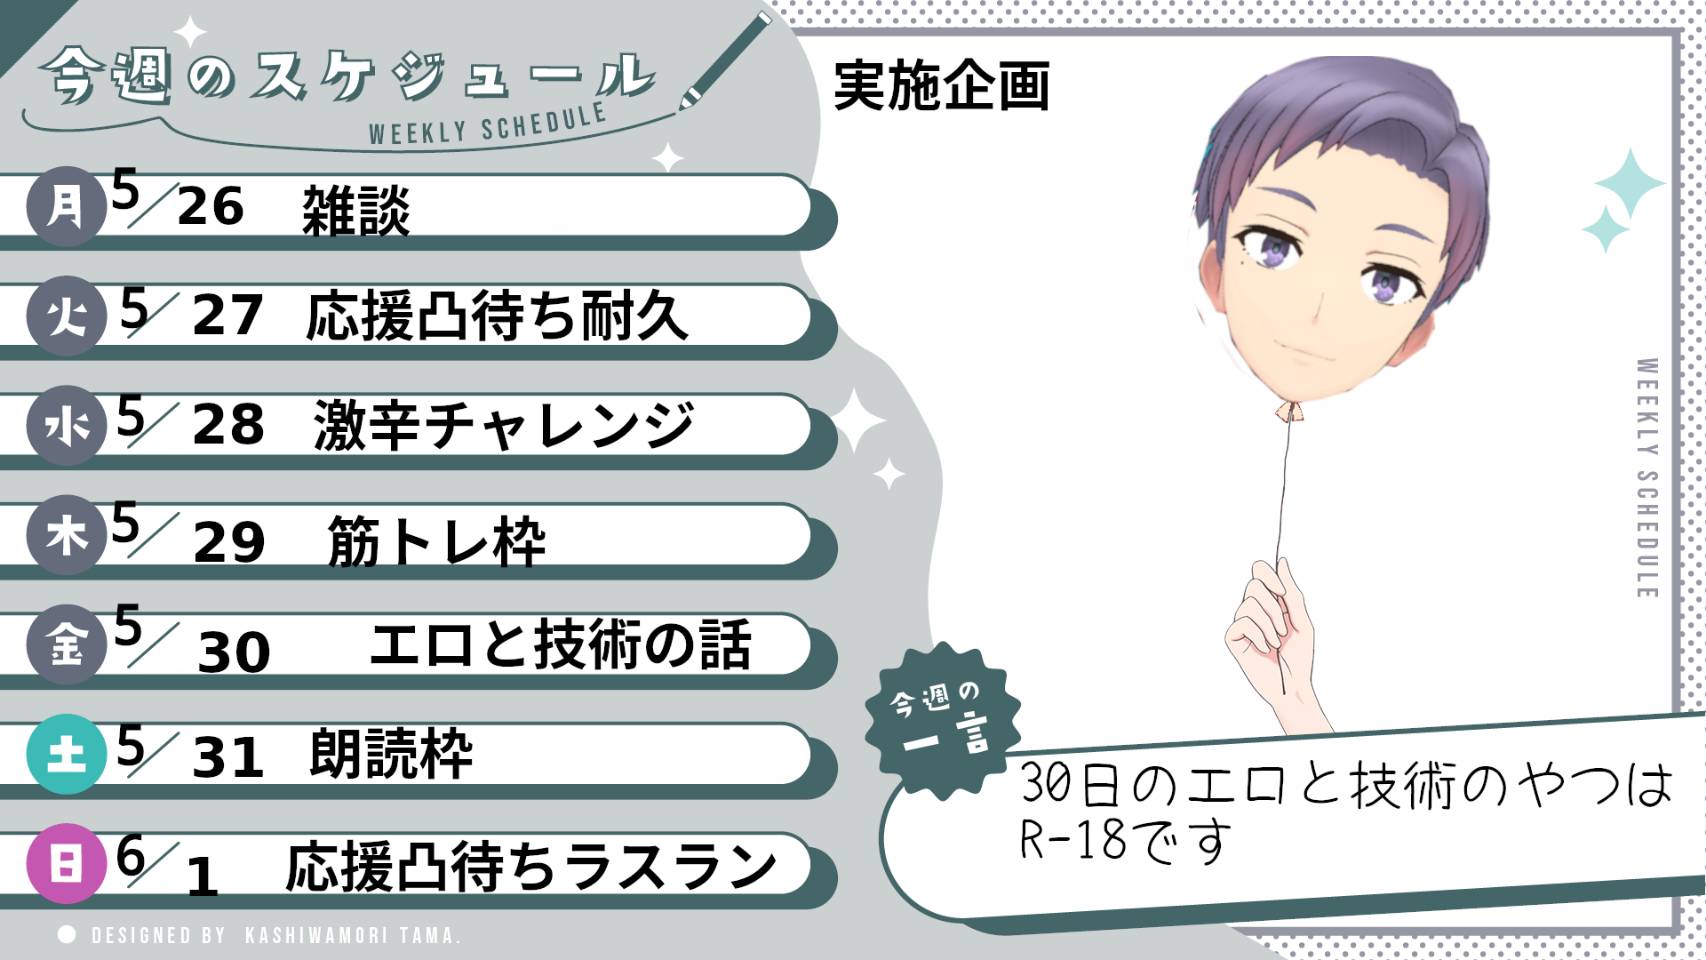 今週のスケジュール
WEEKLY SCHEDULE
月 5/26 雑談
火 5/27 応援凸待ち耐久
水 5/28 激辛チャレンジ
木 5/29 筋トレ枠
金 5/30 エロと技術の話
土 5/31 朗読枠
日 6/1 応援凸待ちラスラン
DESIGNED BY KASHIWAMORI TAMA.
実施企画
WEEKLY SCHEDULE
今週の
一言
30日のエロと技術のやつは
R-18です